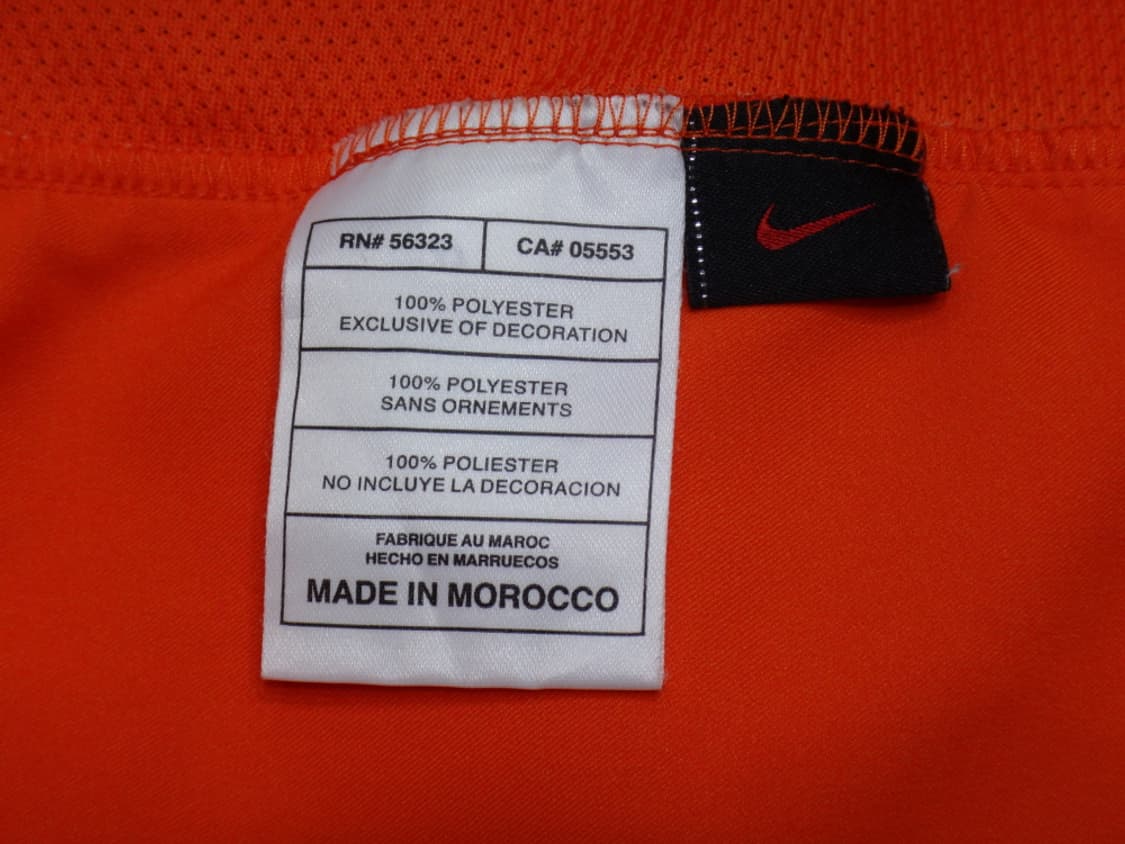 RN# 56323
CA# 05553
100% POLYESTER
EXCLUSIVE OF DECORATION
100% POLYESTER
SANS ORNEMENTS
100% POLIESTER
NO INCLUYE LA DECORACION
FABRIQUE AU MAROC
HECHO EN MARRUECOS
MADE IN MOROCCO